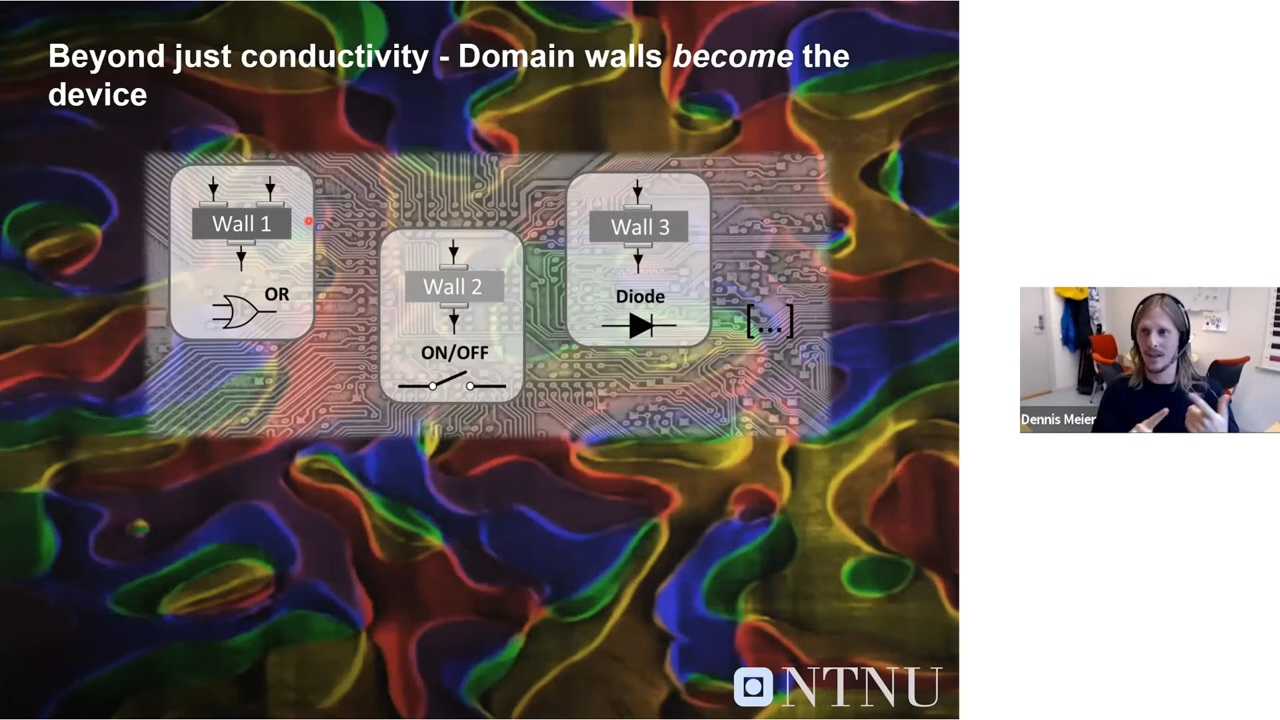 Beyond just conductivity - Domain walls become the
device
Wall 1
OR
Wall 2
ON/OFF
Wall 3
Diode
[...]
NTNU
Dennis Meier